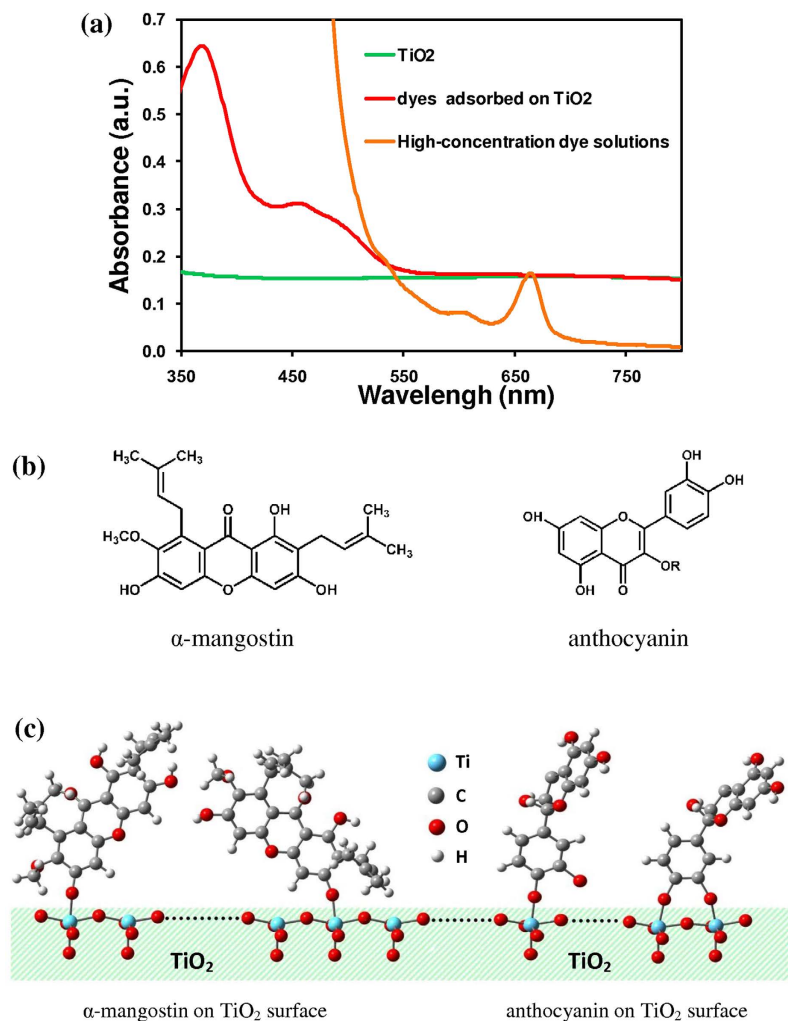 (a)
0.7
0.6
0.5
0.4
0.3
0.2
0.1
0.0
Absorbance (a.u.)
TiO2
dyes adsorbed on TiO2
High-concentration dye solutions
350 450 550 650 750
Wavelengh (nm)
(b)
H₃C CH₃
O OH CH₃
H₃CO CH₃
HO O OH
α-mangostin
OH
OH
OH O
OR
OH O
anthocyanin
(c)
Ti
C
O
H
TiO₂ TiO₂
α-mangostin on TiO₂ surface anthocyanin on TiO₂ surface